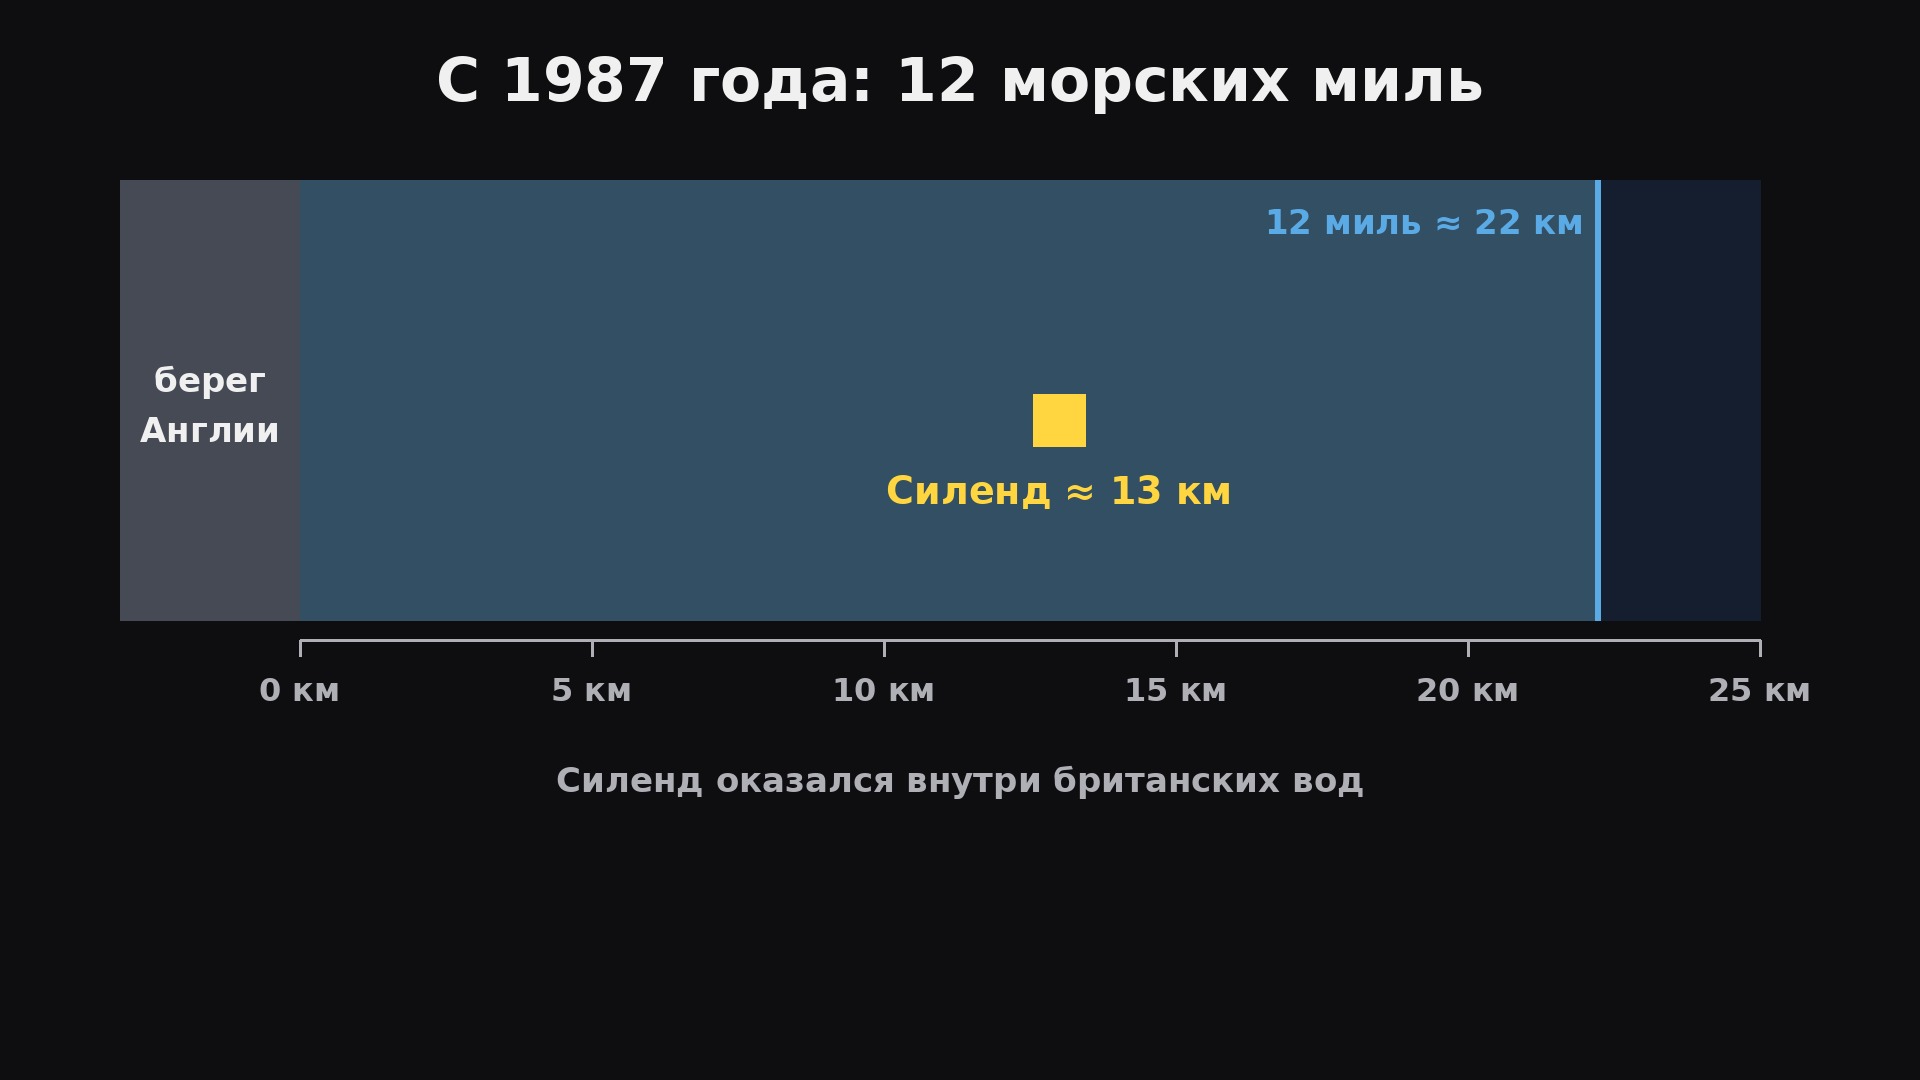 С 1987 года: 12 морских миль
12 миль ≈ 22 км
берег
Англии
Силенд ≈ 13 км
0 км
5 км
10 км
15 км
20 км
25 км
Силенд оказался внутри британских вод